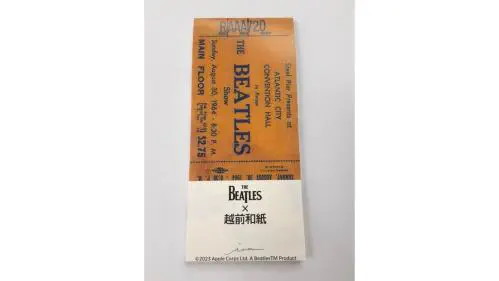 Steel Pier Presents at
ATLANTIC CITY
CONVENTION HALL
In Person
THE
BEATLES
Show
Sunday, August 30, 1964 - 8:30 P. M.
MAIN FLOOR
$2.75
THE
BEATLES
×
越前和紙
©2023 Apple Corps Ltd. A Beatles™ Product